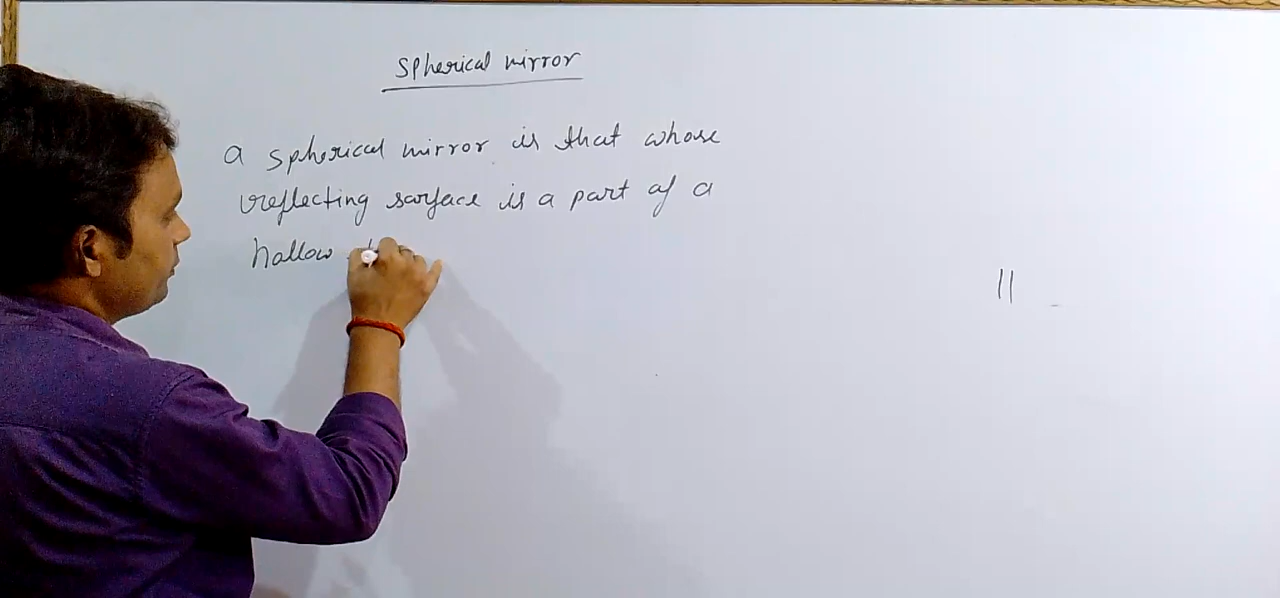 Spherical mirror
a spherical mirror is that whose
reflecting surface is a part of a
hallow
11